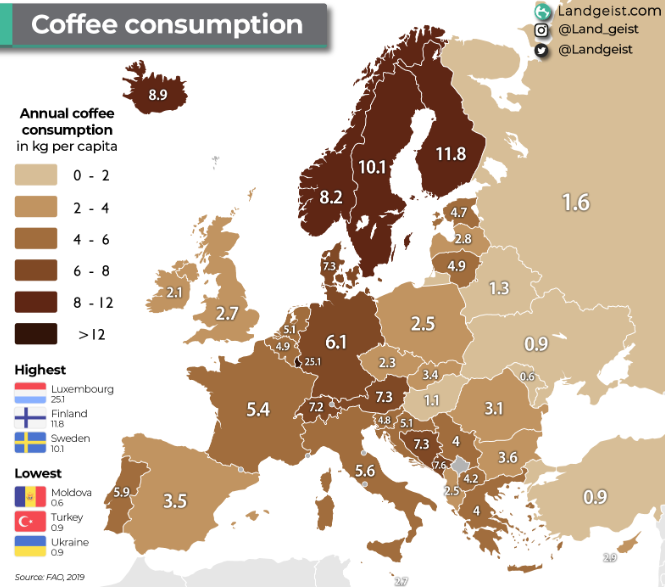 Coffee consumption
Landgeist.com
@Land_geist
@Landgeist
Annual coffee
consumption
in kg per capita
0 - 2
2 - 4
4 - 6
6 - 8
8 - 12
>12
Highest
Luxembourg
25.1
Finland
11.8
Sweden
10.1
Lowest
Moldova
0.6
Turkey
0.9
Ukraine
0.9
Source: FAO, 2019
8.9
8.2
10.1
11.8
1.6
4.7
2.8
4.9
7.3
2.1
2.7
1.3
5.1
4.9
25.1
6.1
2.5
0.9
2.3
3.4
0.6
5.4
7.2
7.3
1.1
3.1
4.8
5.1
7.3
4
3.6
7.6
4.2
2.5
4
5.6
5.9
3.5
0.9
2.9
2.7